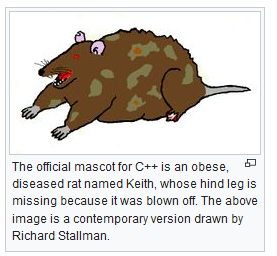 The official mascot for C++ is an obese,
diseased rat named Keith, whose hind leg is
missing because it was blown off. The above
image is a contemporary version drawn by
Richard Stallman.